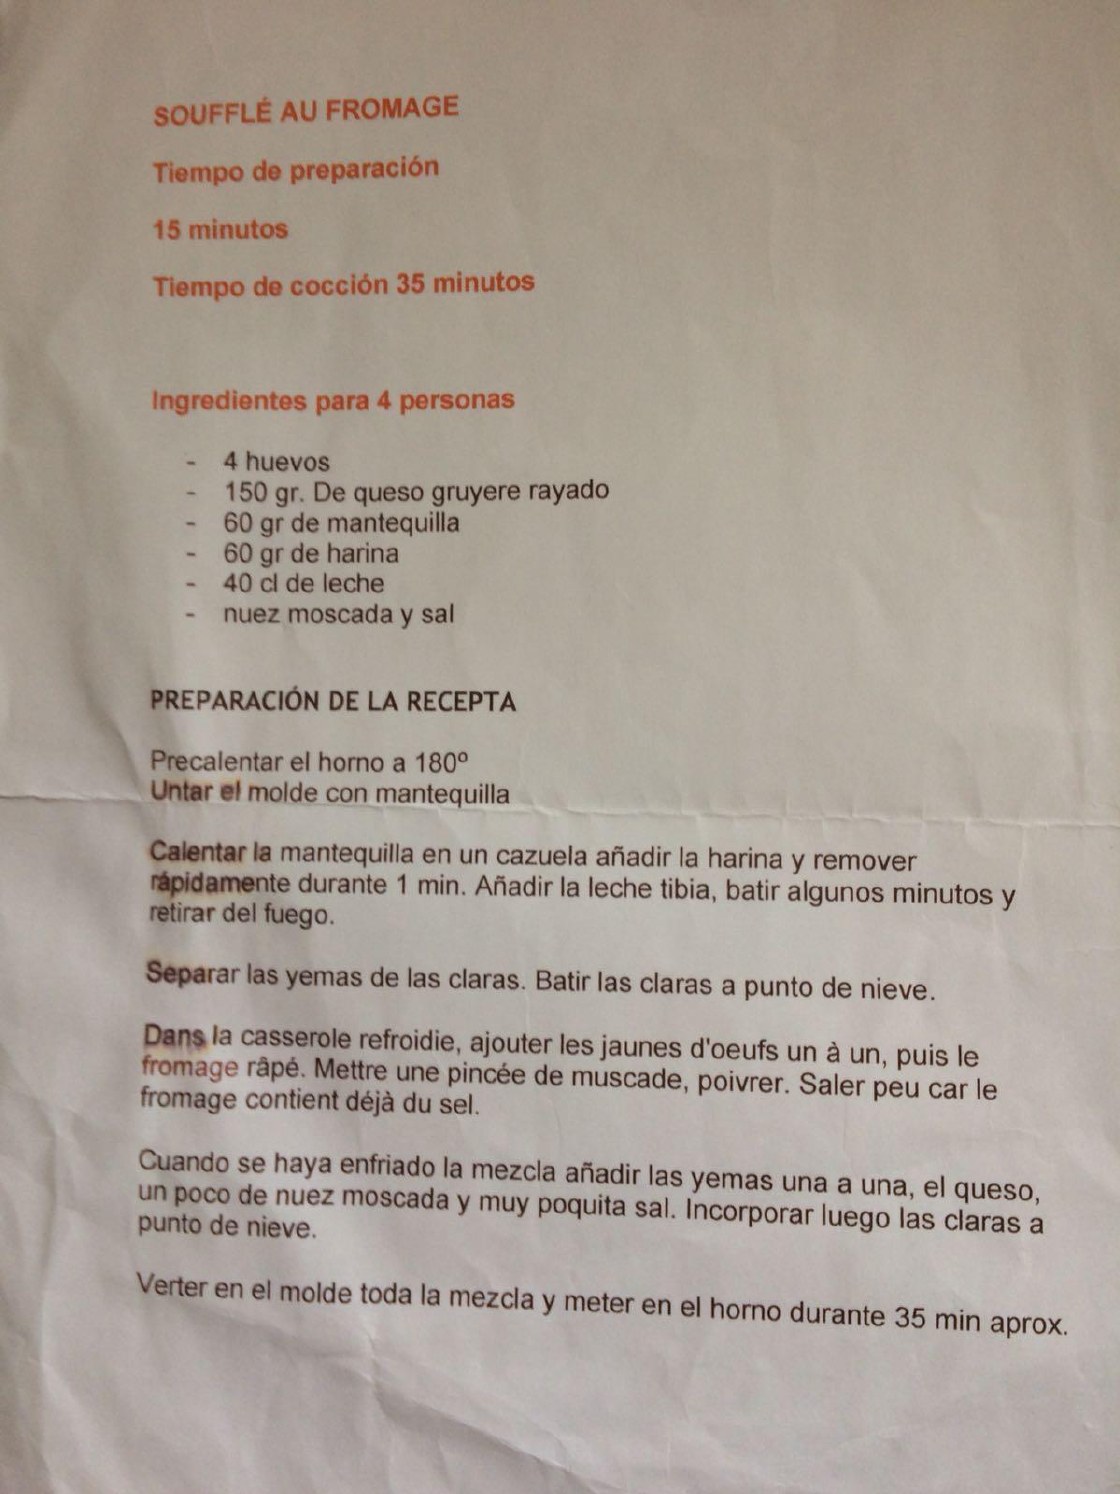 SOUFFLÉ AU FROMAGE
Tiempo de preparación
15 minutos
Tiempo de cocción 35 minutos
Ingredientes para 4 personas
- 4 huevos
- 150 gr. De queso gruyere rayado
- 60 gr de mantequilla
- 60 gr de harina
- 40 cl de leche
- nuez moscada y sal
PREPARACIÓN DE LA RECEPTA
Precalentar el horno a 180º
Untar el molde con mantequilla
Calentar la mantequilla en un cazuela añadir la harina y remover
rápidamente durante 1 min. Añadir la leche tibia, batir algunos minutos y
retirar del fuego.
Separar las yemas de las claras. Batir las claras a punto de nieve.
Dans la casserole refroidie, ajouter les jaunes d'oeufs un à un, puis le
fromage râpé. Mettre une pincée de muscade, poivrer. Saler peu car le
fromage contient déjà du sel.
Cuando se haya enfriado la mezcla añadir las yemas una a una, el queso,
un poco de nuez moscada y muy poquita sal. Incorporar luego las claras a
punto de nieve.
Verter en el molde toda la mezcla y meter en el horno durante 35 min aprox.